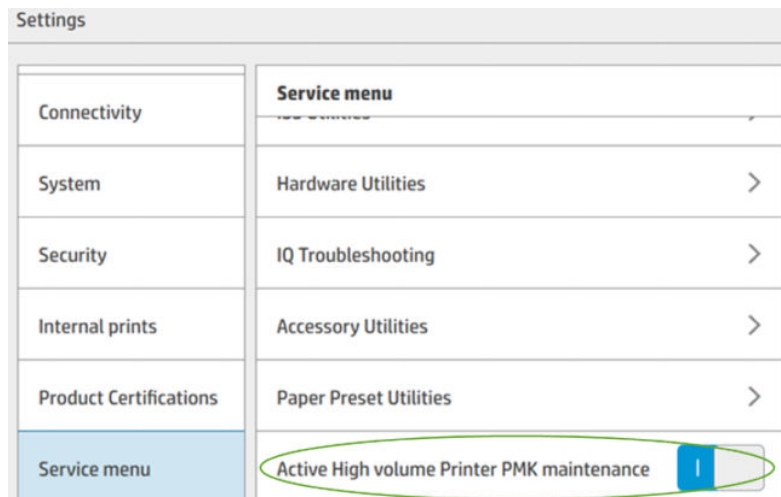 Settings
Connectivity
System
Security
Internal prints
Product Certifications
Service menu
Service menu
Utilities
Hardware Utilities
IQ Troubleshooting
Accessory Utilities
Paper Preset Utilities
Active High volume Printer PMK maintenance